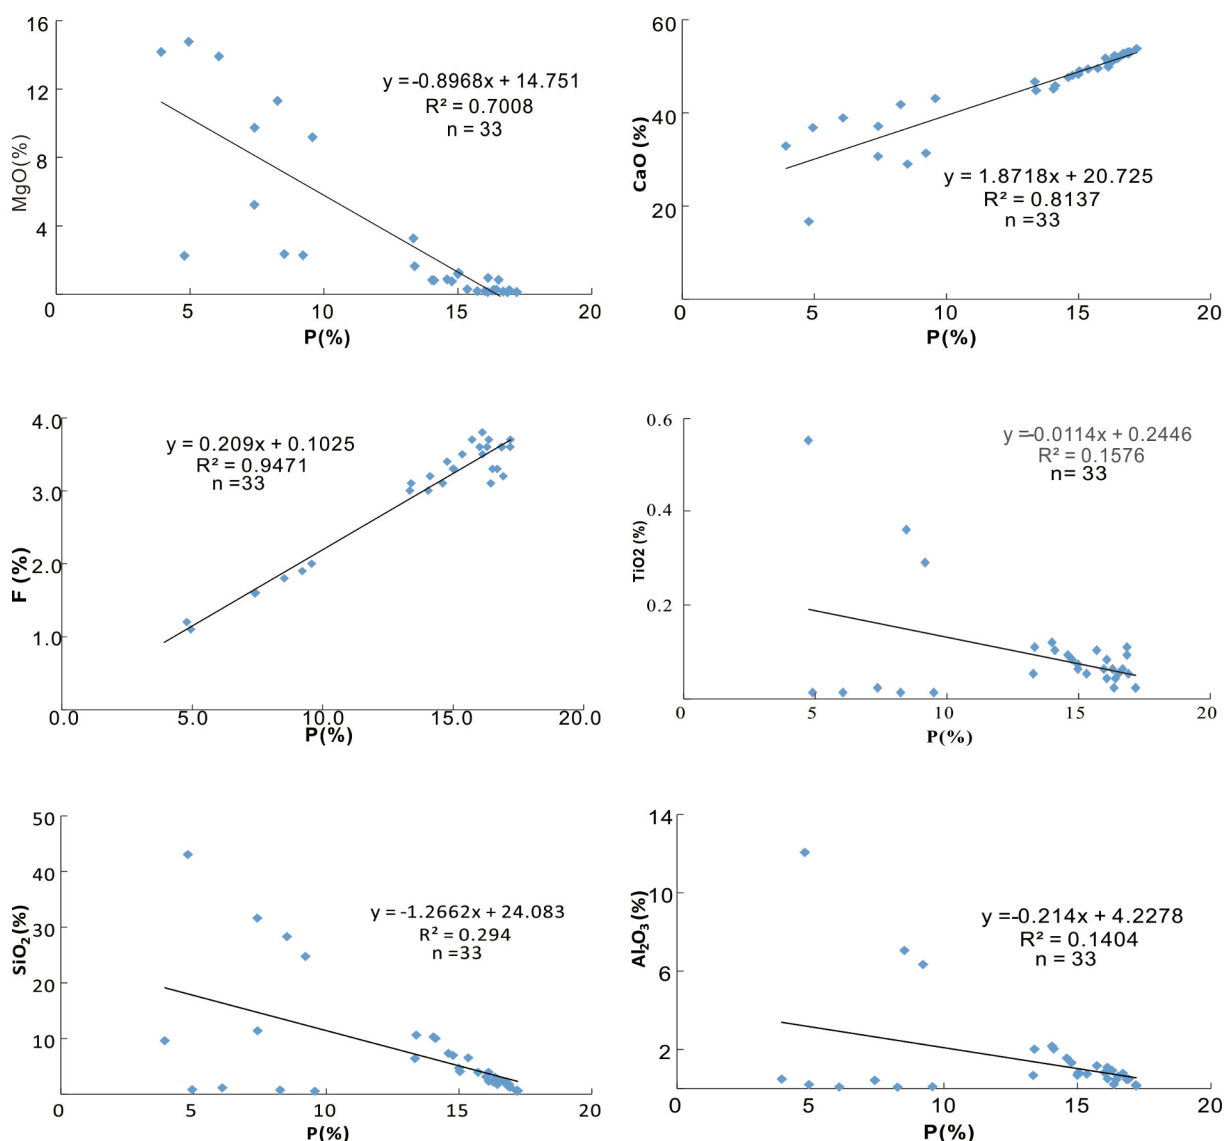 16
12
8
4
MgO(%)
y =-0.8968x + 14.751
R² = 0.7008
n = 33
0
5
10
15
20
P(%)
60
40
20
CaO (%)
y = 1.8718x + 20.725
R² = 0.8137
n =33
0
5
10
15
20
P(%)
4.0
3.0
2.0
1.0
F (%)
y = 0.209x + 0.1025
R² = 0.9471
n =33
0.0
5.0
10.0
15.0
20.0
P(%)
0.6
0.4
0.2
TiO2 (%)
y =-0.0114x + 0.2446
R² = 0.1576
n= 33
0
5
10
15
20
P(%)
50
40
30
20
10
SiO₂(%)
y = -1.2662x + 24.083
R² = 0.294
n =33
0
5
10
15
20
P(%)
14
10
6
2
Al₂O₃(%)
y =-0.214x + 4.2278
R² = 0.1404
n = 33
0
5
10
15
20
P(%)